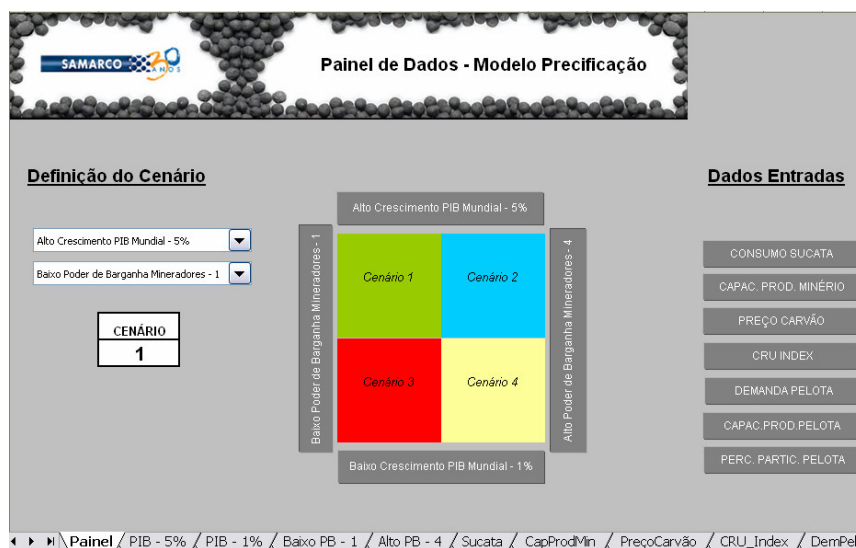 SAMARCO 30 ANOS
Painel de Dados - Modelo Precificação
Definição do Cenário
Dados Entradas
Alto Crescimento PIB Mundial - 5%
Baixo Poder de Barganha Mineradores - 1
CENÁRIO
1
Alto Crescimento PIB Mundial - 5%
Baixo Poder de Barganha Mineradores - 1
Cenário 1
Cenário 2
Cenário 3
Cenário 4
Alto Poder de Barganha Mineradores - 4
Baixo Crescimento PIB Mundial - 1%
CONSUMO SUCATA
CAPAC. PROD. MINÉRIO
PREÇO CARVÃO
CRU INDEX
DEMANDA PELOTA
CAPAC.PROD.PELOTA
PERC. PARTIC. PELOTA
Painel / PIB - 5% / PIB - 1% / Baixo PB - 1 / Alto PB - 4 / Sucata / CapProdMin / PreçoCarvão / CRU_Index / DemPel